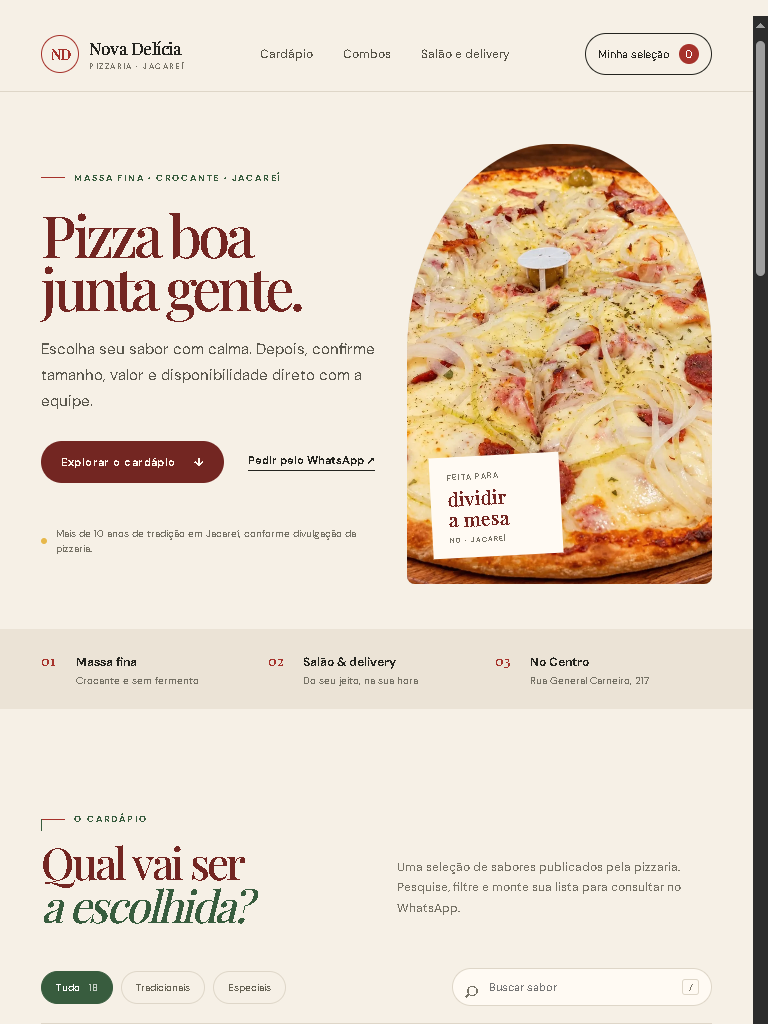 ND
Nova Delícia
PIZZARIA · JACAREÍ
Cardápio
Combos
Salão e delivery
Minha seleção 0
MASSA FINA · CROCANTE · JACAREÍ
Pizza boa
junta gente.
Escolha seu sabor com calma. Depois, confirme
tamanho, valor e disponibilidade direto com a
equipe.
Explorar o cardápio ↓
Pedir pelo WhatsApp ↗
Mais de 10 anos de tradição em Jacareí, conforme divulgação da
pizzaria.
FEITA PARA
dividir
a mesa
ND · JACAREÍ
01 Massa fina
Crocante e sem fermento
02 Salão & delivery
Do seu jeito, na sua hora
03 No Centro
Rua General Carneiro, 217
O CARDÁPIO
Qual vai ser
a escolhida?
Uma seleção de sabores publicados pela pizzaria.
Pesquise, filtre e monte sua lista para consultar no
WhatsApp.
Tudo 18
Tradicionais
Especiais
Buscar sabor /